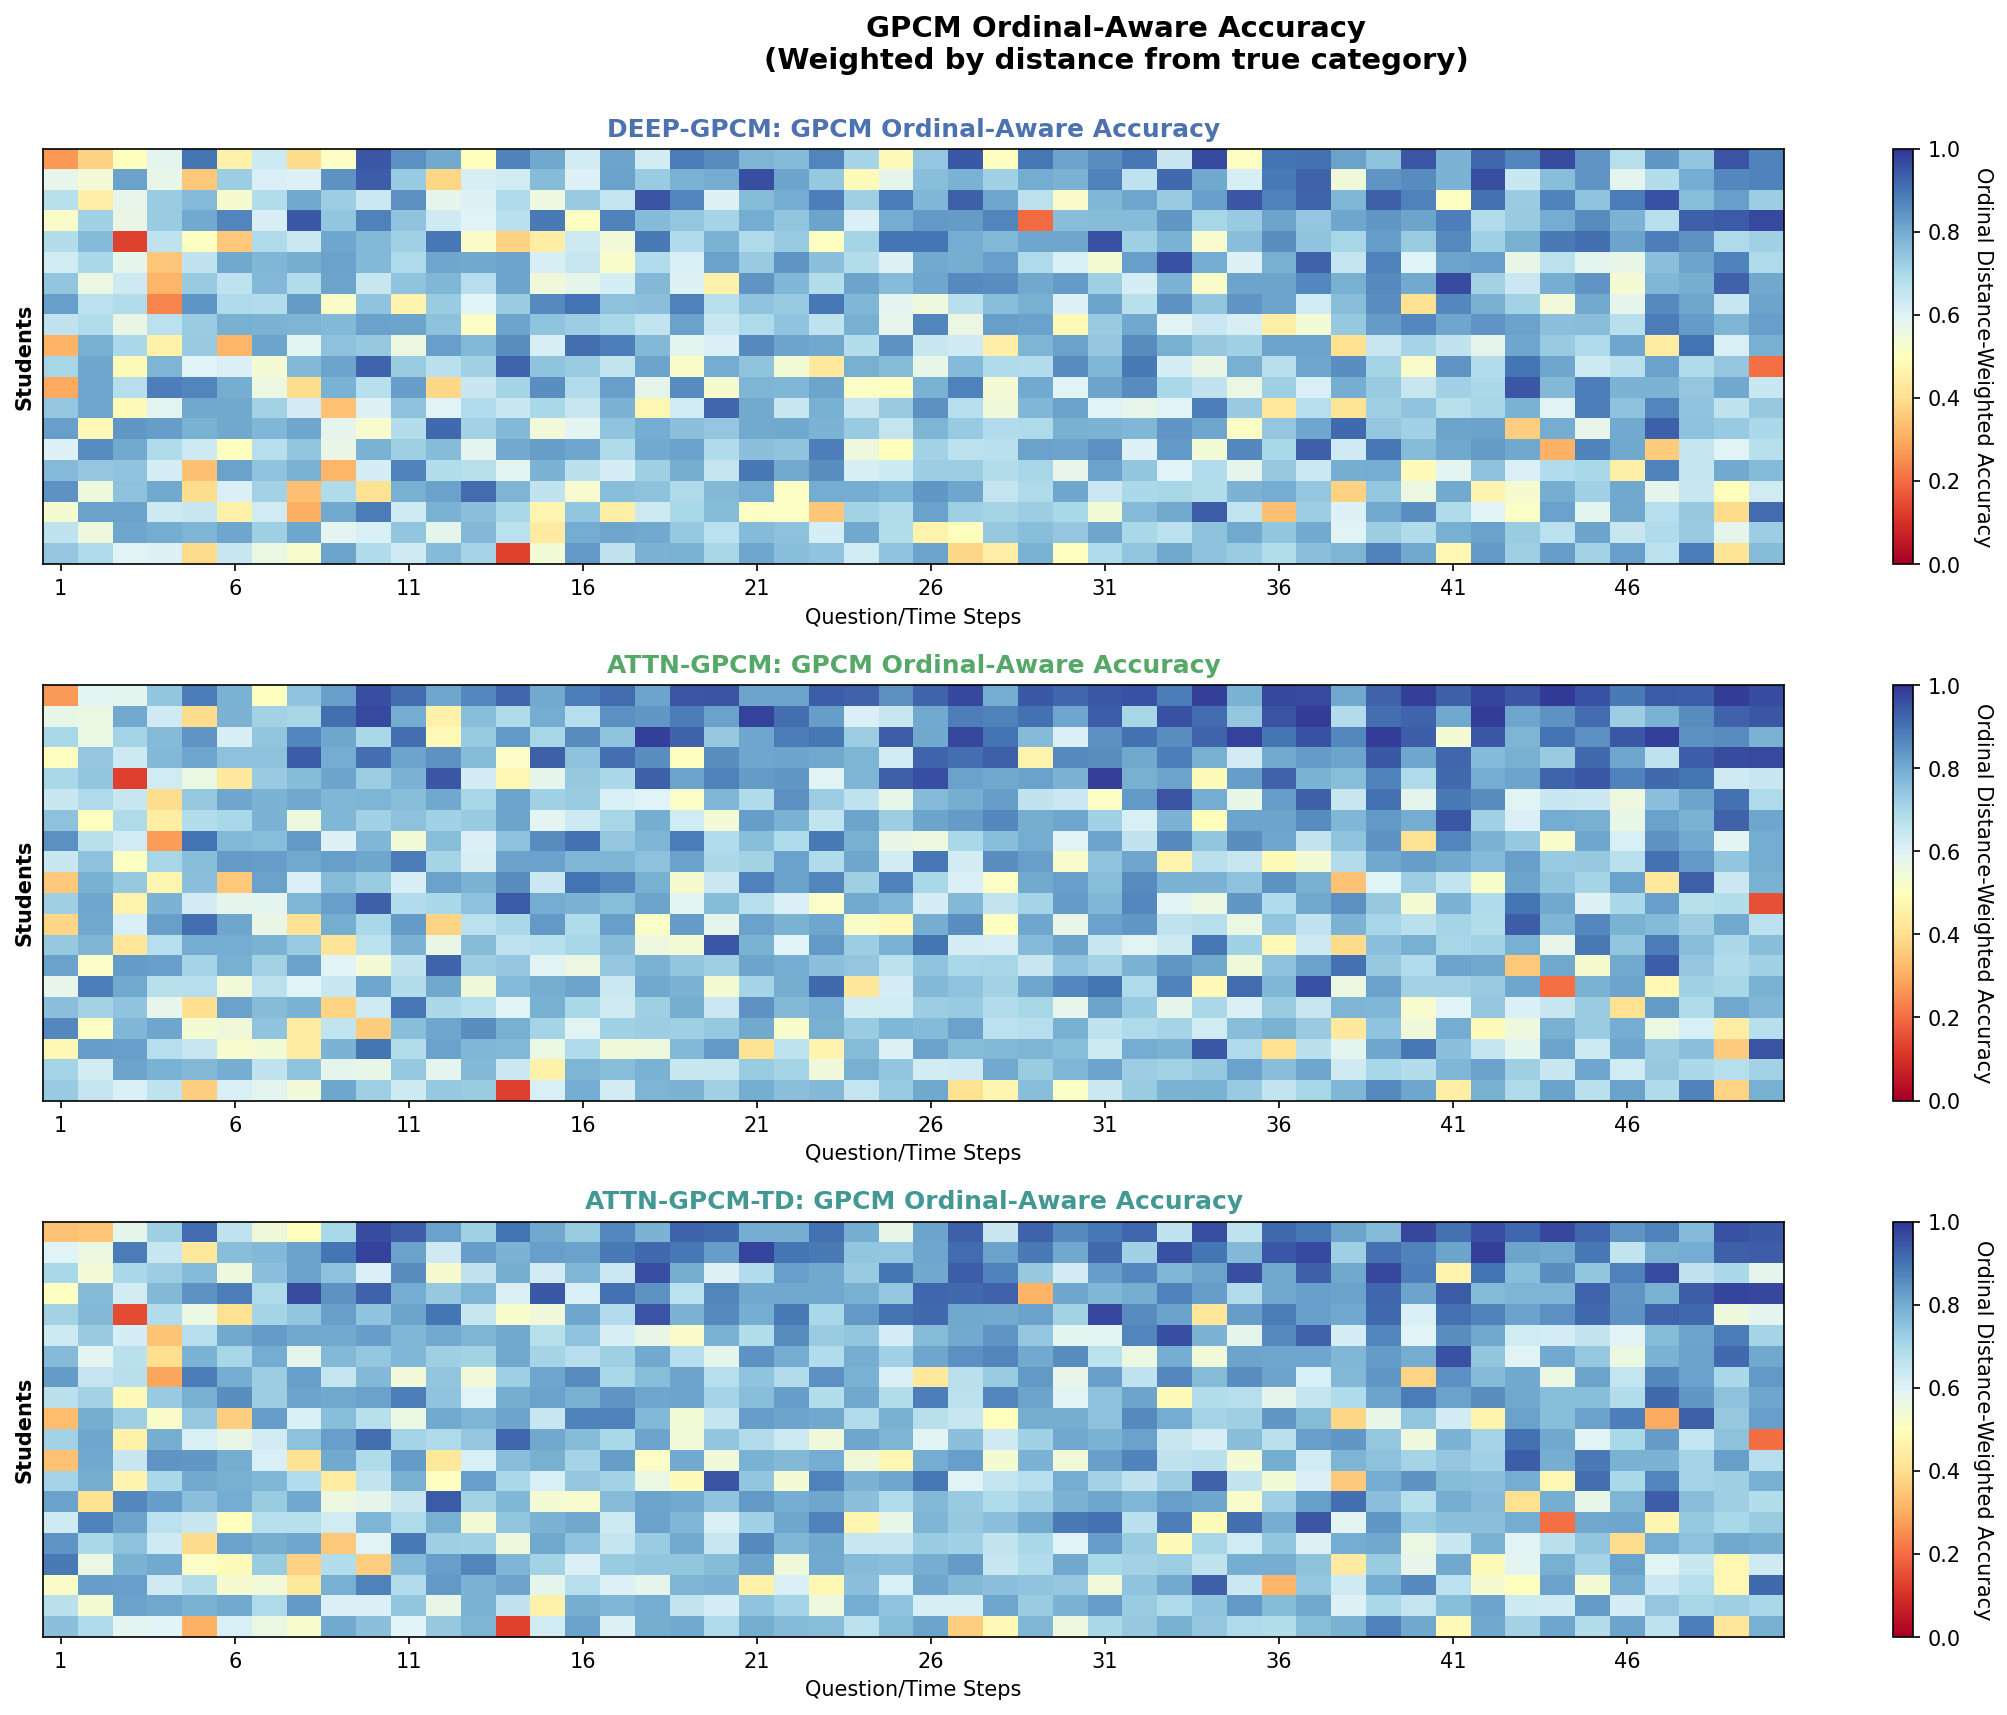 GPCM Ordinal-Aware Accuracy
(Weighted by distance from true category)
DEEP-GPCM: GPCM Ordinal-Aware Accuracy
Students
1 6 11 16 21 26 31 36 41 46
Question/Time Steps
1.0
0.8
0.6
0.4
0.2
0.0
Ordinal Distance-Weighted Accuracy
ATTN-GPCM: GPCM Ordinal-Aware Accuracy
Students
1 6 11 16 21 26 31 36 41 46
Question/Time Steps
1.0
0.8
0.6
0.4
0.2
0.0
Ordinal Distance-Weighted Accuracy
ATTN-GPCM-TD: GPCM Ordinal-Aware Accuracy
Students
1 6 11 16 21 26 31 36 41 46
Question/Time Steps
1.0
0.8
0.6
0.4
0.2
0.0
Ordinal Distance-Weighted Accuracy